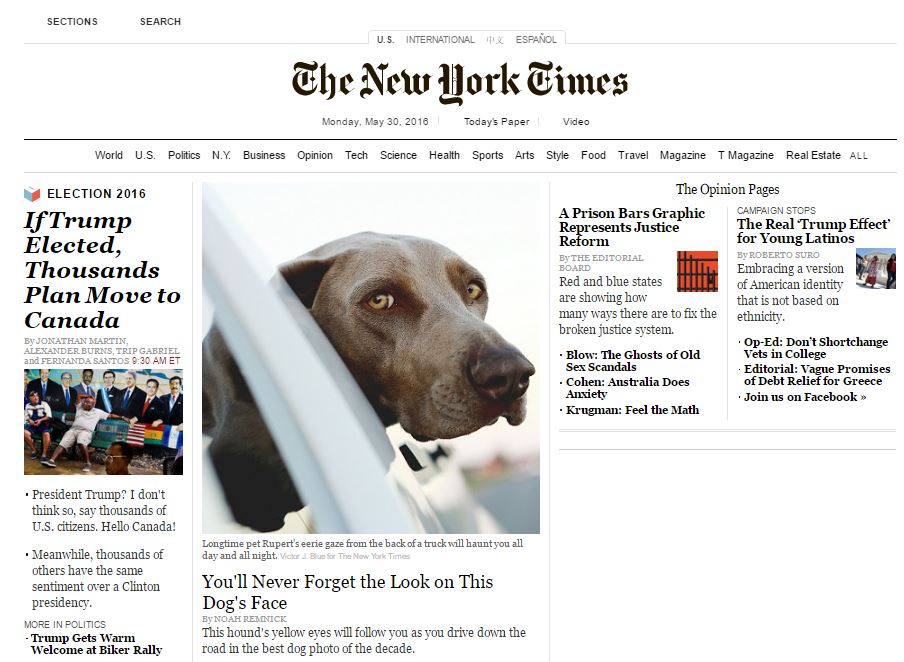 SECTIONS
SEARCH
U.S. INTERNATIONAL 中文 ESPAÑOL
The New York Times
Monday, May 30, 2016
Today's Paper
Video
World U.S. Politics N.Y. Business Opinion Tech Science Health Sports Arts Style Food Travel Magazine T Magazine Real Estate ALL
ELECTION 2016
If Trump
Elected,
Thousands
Plan Move to
Canada
By JONATHAN MARTIN,
ALEXANDER BURNS, TRIP GABRIEL
and FERNANDA SANTOS 9:30 AM ET
· President Trump? I don't
think so, say thousands of
U.S. citizens. Hello Canada!
· Meanwhile, thousands of
others have the same
sentiment over a Clinton
presidency.
MORE IN POLITICS
· Trump Gets Warm
Welcome at Biker Rally
Longtime pet Rupert's eerie gaze from the back of a truck will haunt you all
day and all night. Victor J. Blue for The New York Times
You'll Never Forget the Look on This
Dog's Face
By NOAH REMNICK
This hound's yellow eyes will follow you as you drive down the
road in the best dog photo of the decade.
The Opinion Pages
A Prison Bars Graphic
Represents Justice
Reform
By THE EDITORIAL
BOARD
Red and blue states
are showing how
many ways there are to fix the
broken justice system.
· Blow: The Ghosts of Old
Sex Scandals
· Cohen: Australia Does
Anxiety
· Krugman: Feel the Math
CAMPAIGN STOPS
The Real ‘Trump Effect’
for Young Latinos
By ROBERTO SURO
Embracing a version
of American identity
that is not based on
ethnicity.
· Op-Ed: Don’t Shortchange
Vets in College
· Editorial: Vague Promises
of Debt Relief for Greece
· Join us on Facebook »